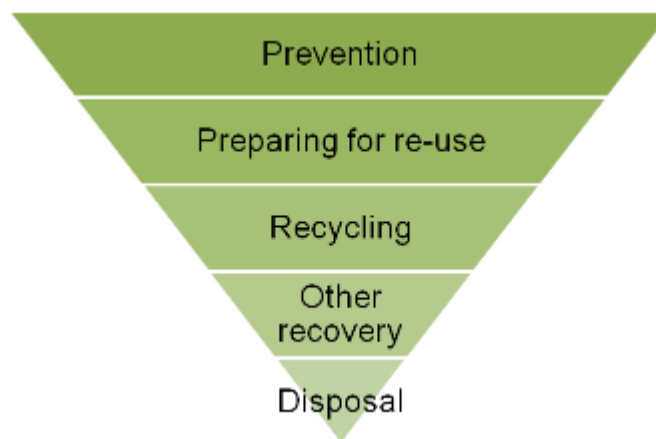 Prevention
Preparing for re-use
Recycling
Other
recovery
Disposal